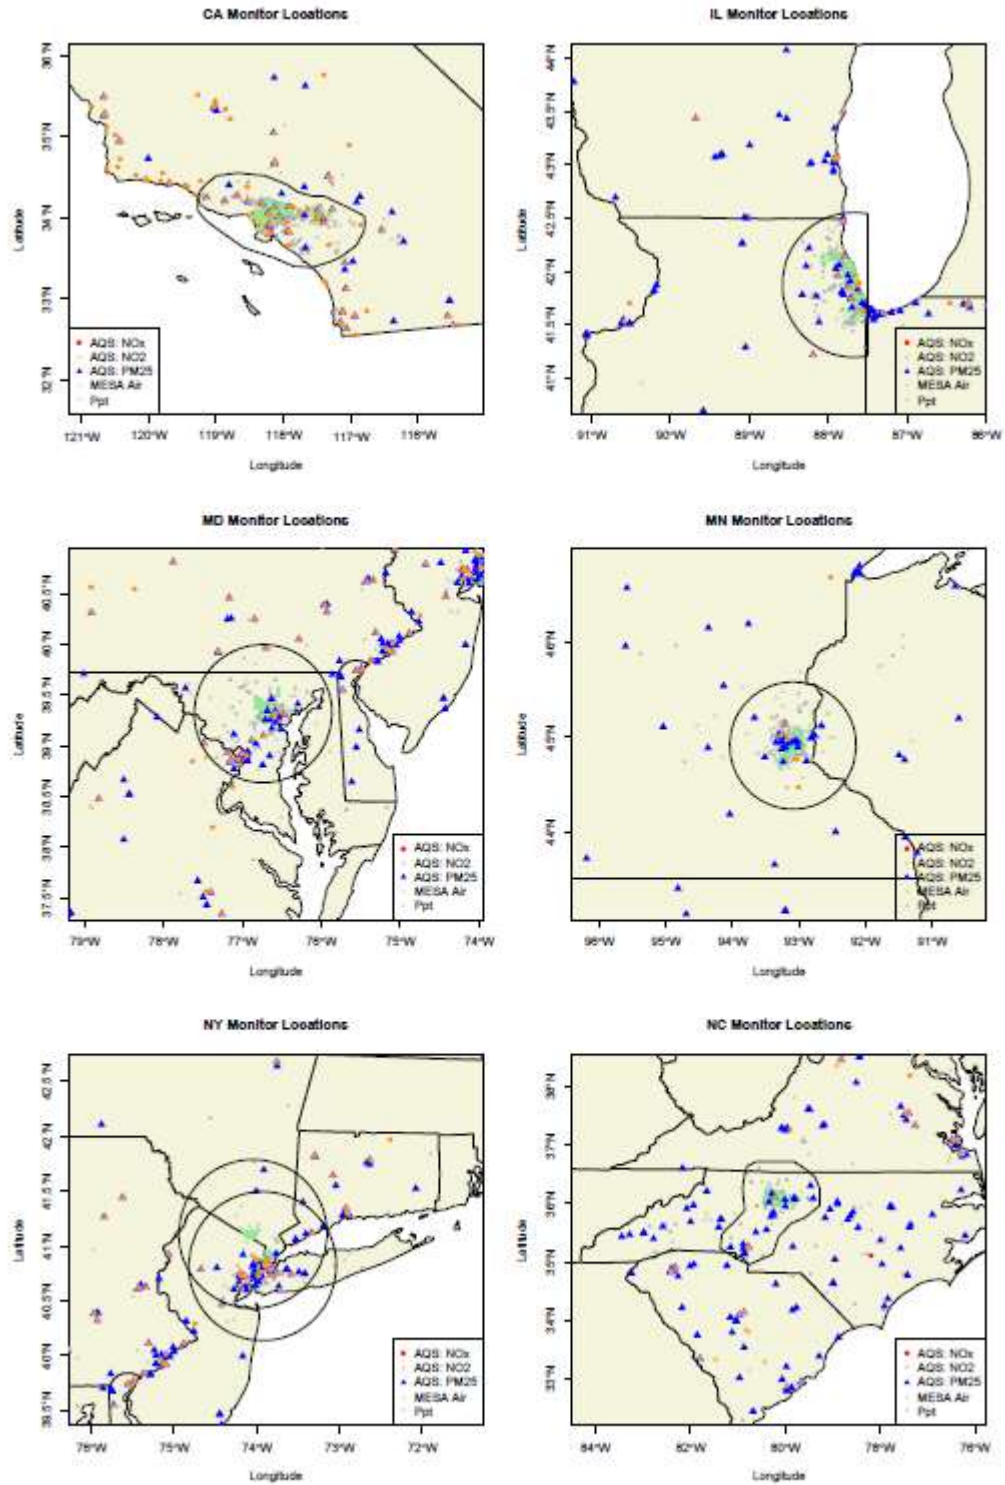 CA Monitor Locations
36°N
35°N
34°N
33°N
32°N
Latitude
AQS: NOx
AQS: NO2
AQS: PM25
MESA Air
Ppt
121°W 120°W 119°W 118°W 117°W 116°W
Longitude
IL Monitor Locations
44°N
43.5°N
43°N
42.5°N
42°N
41.5°N
41°N
Latitude
AQS: NOx
AQS: NO2
AQS: PM25
MESA Air
Ppt
91°W 90°W 89°W 88°W 87°W 86°W
Longitude
MD Monitor Locations
40.5°N
40°N
39.5°N
39°N
38.5°N
38°N
37.5°N
Latitude
AQS: NOx
AQS: NO2
AQS: PM25
MESA Air
Ppt
79°W 78°W 77°W 76°W 75°W 74°W
Longitude
MN Monitor Locations
46°N
45°N
44°N
Latitude
AQS: NOx
AQS: NO2
AQS: PM25
MESA Air
Ppt
96°W 95°W 94°W 93°W 92°W 91°W
Longitude
NY Monitor Locations
42.5°N
42°N
41.5°N
41°N
40.5°N
40°N
39.5°N
Latitude
AQS: NOx
AQS: NO2
AQS: PM25
MESA Air
Ppt
76°W 75°W 74°W 73°W 72°W
Longitude
NC Monitor Locations
38°N
37°N
36°N
35°N
34°N
33°N
Latitude
AQS: NOx
AQS: NO2
AQS: PM25
MESA Air
Ppt
84°W 82°W 80°W 78°W 76°W
Longitude